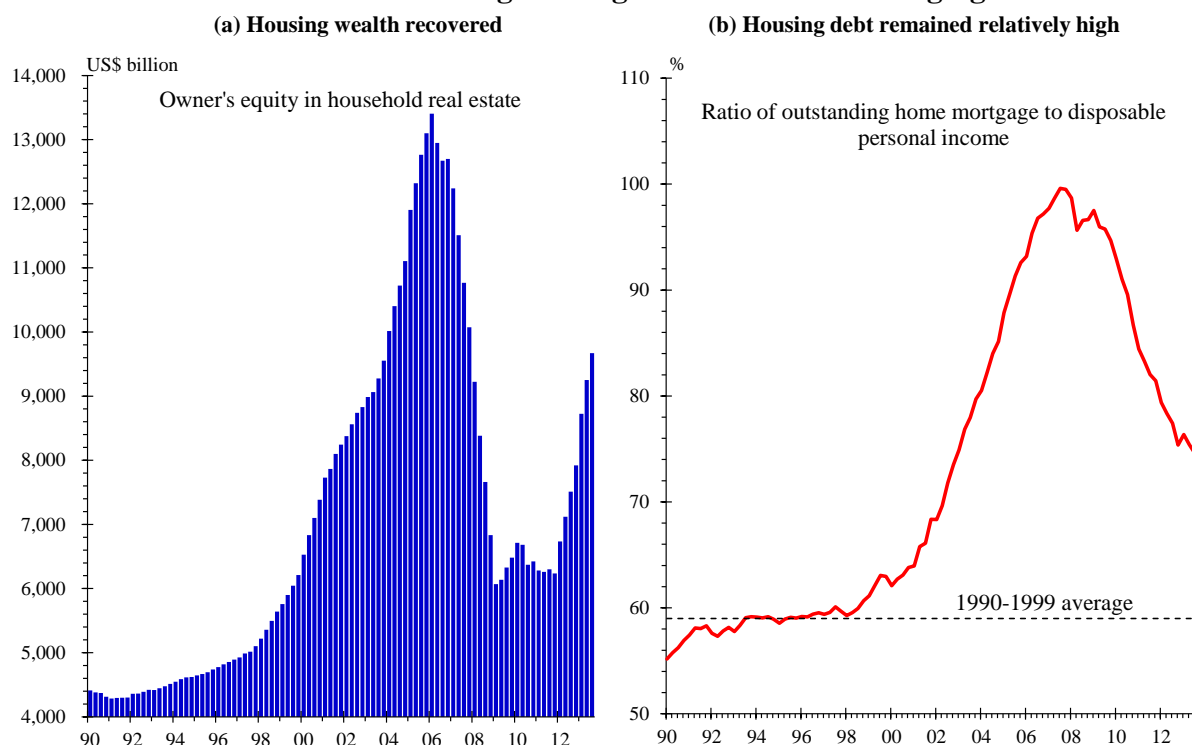 (a) Housing wealth recovered
US$ billion
Owner's equity in household real estate
14,000
13,000
12,000
11,000
10,000
9,000
8,000
7,000
6,000
5,000
4,000
90 92 94 96 98 00 02 04 06 08 10 12
(b) Housing debt remained relatively high
%
Ratio of outstanding home mortgage to disposable
personal income
110
100
90
80
70
60
50
1990-1999 average
90 92 94 96 98 00 02 04 06 08 10 12